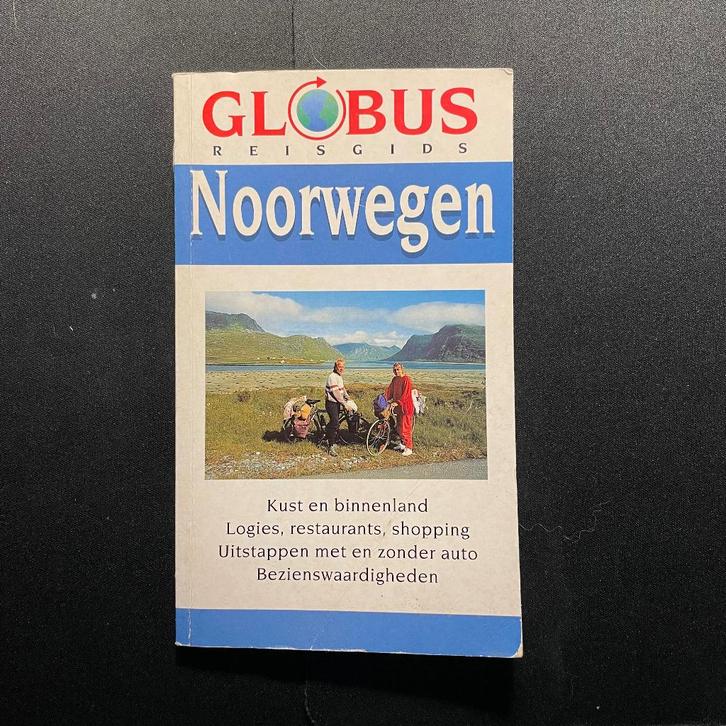 GLOBUS
REISGIDS
Noorwegen
Kust en binnenland
Logies, restaurants, shopping
Uitstappen met en zonder auto
Bezienswaardigheden